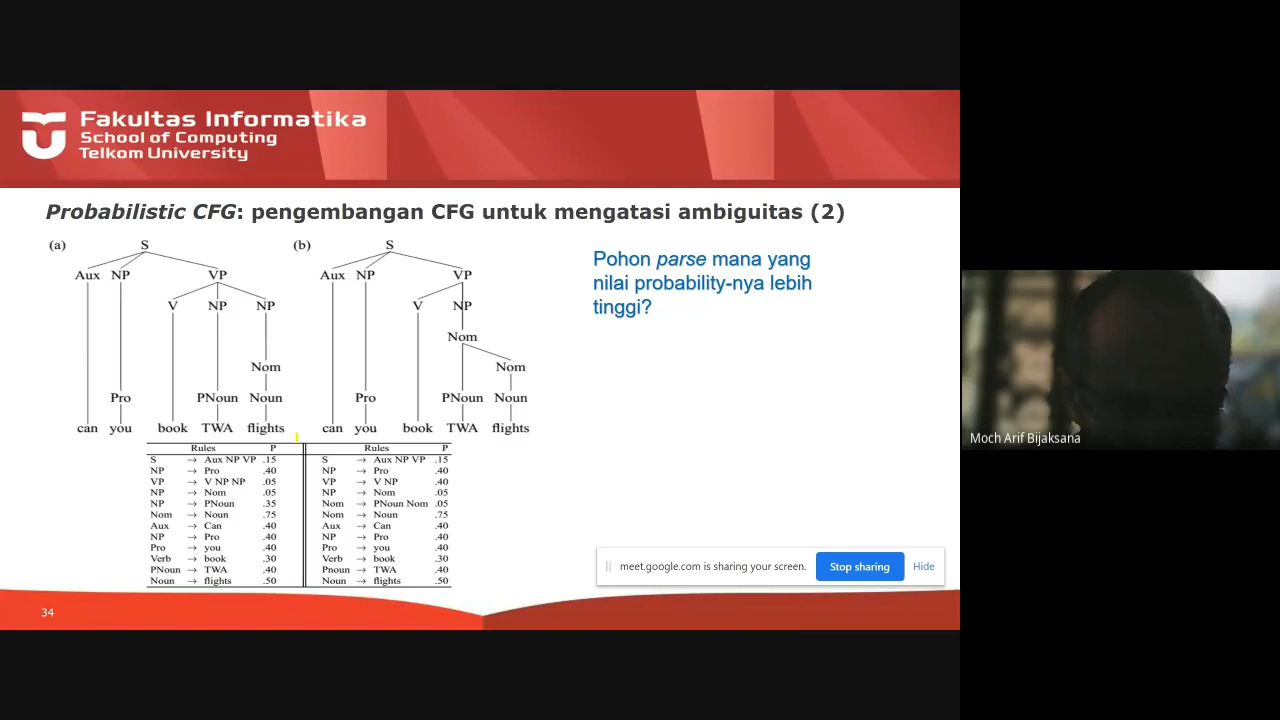 Fakultas Informatika
School of Computing
Telkom University
Probabilistic CFG: pengembangan CFG untuk mengatasi ambiguitas (2)
(a) S
Aux NP VP
V NP NP
Nom
Pro PNoun Noun
can you book TWA flights
(b) S
Aux NP VP
V NP
Nom
Nom
Pro PNoun Noun
can you book TWA flights
Pohon parse mana yang
nilai probability-nya lebih
tinggi?
Rules P
S → Aux NP VP .15
NP → Pro .40
VP → V NP NP .05
NP → Nom .05
NP → PNoun .35
Nom → Noun .75
Aux → Can .40
NP → Pro .40
Pro → you .40
Verb → book .30
PNoun → TWA .40
Noun → flights .50
Rules P
S → Aux NP VP .15
NP → Pro .40
VP → V NP .40
NP → Nom .05
Nom → PNoun Nom .05
Nom → Noun .75
Aux → Can .40
NP → Pro .40
Pro → you .40
Verb → book .30
Pnoun → TWA .40
Noun → flights .50
meet.google.com is sharing your screen. Stop sharing Hide
34
Moch Arif Bijaksana